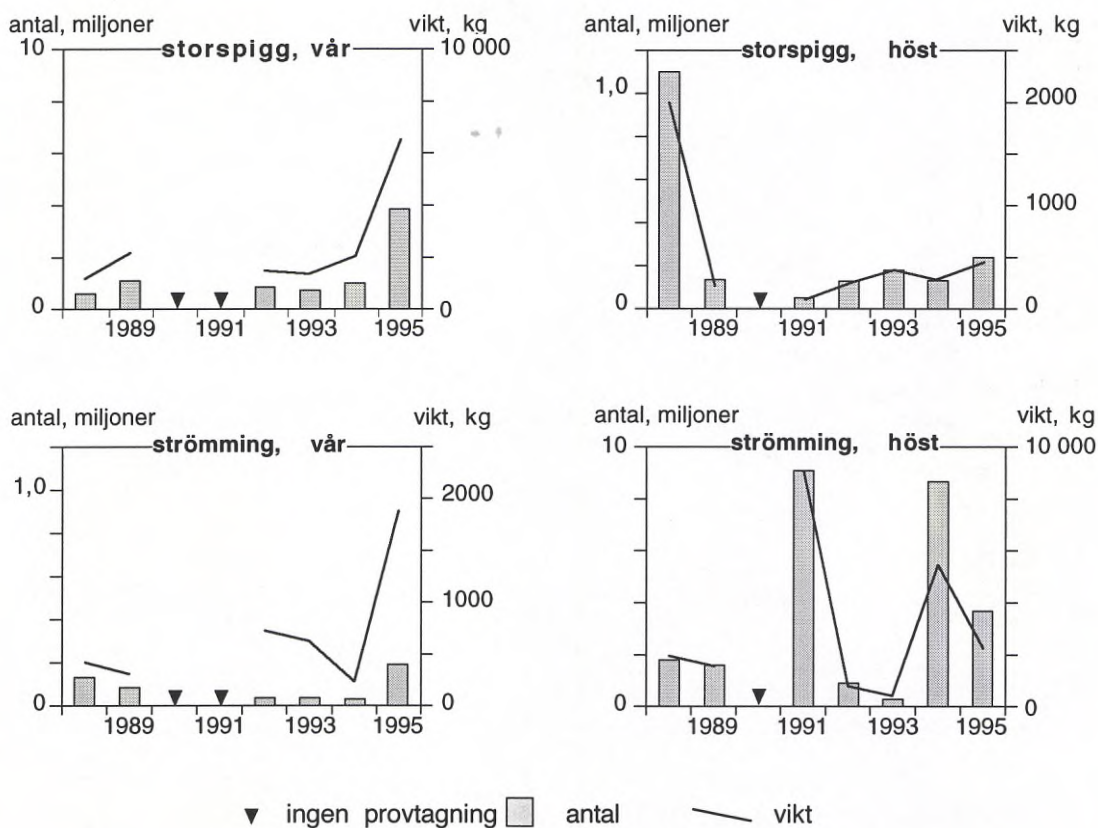 antal, miljoner vikt, kg
10 storspigg, vår 10 000
0 0
1989 1991 1993 1995
antal, miljoner vikt, kg
storspigg, höst
1,0 2000
1000
0 0
1989 1991 1993 1995
antal, miljoner vikt, kg
strömming, vår
1,0 2000
1000
0 0
1989 1991 1993 1995
antal, miljoner vikt, kg
10 strömming, höst 10 000
0 0
1989 1991 1993 1995
ingen provtagning antal vikt